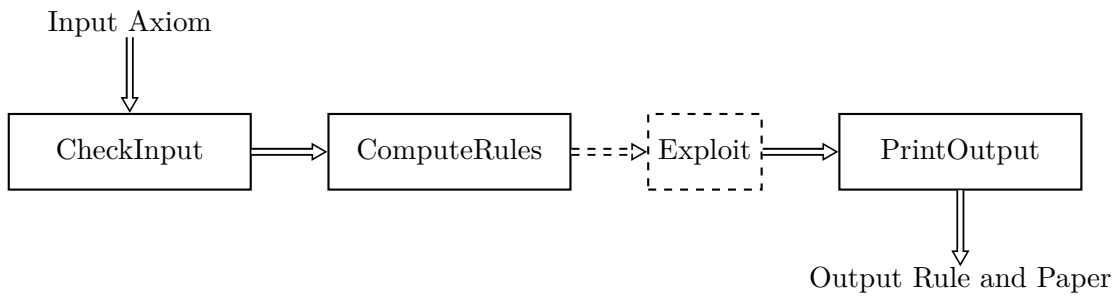 Input Axiom
CheckInput
ComputeRules
Exploit
PrintOutput
Output Rule and Paper